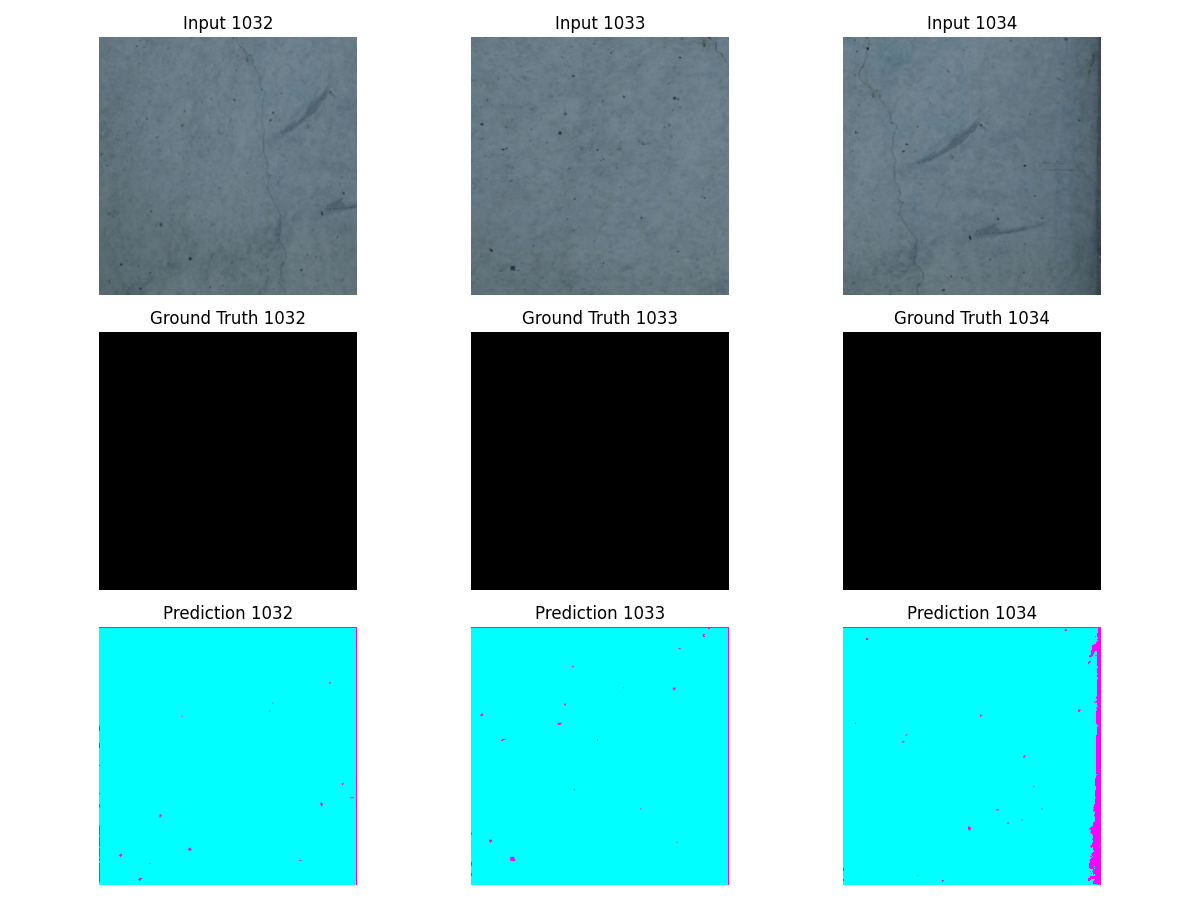 Input 1032
Input 1033
Input 1034
Ground Truth 1032
Ground Truth 1033
Ground Truth 1034
Prediction 1032
Prediction 1033
Prediction 1034